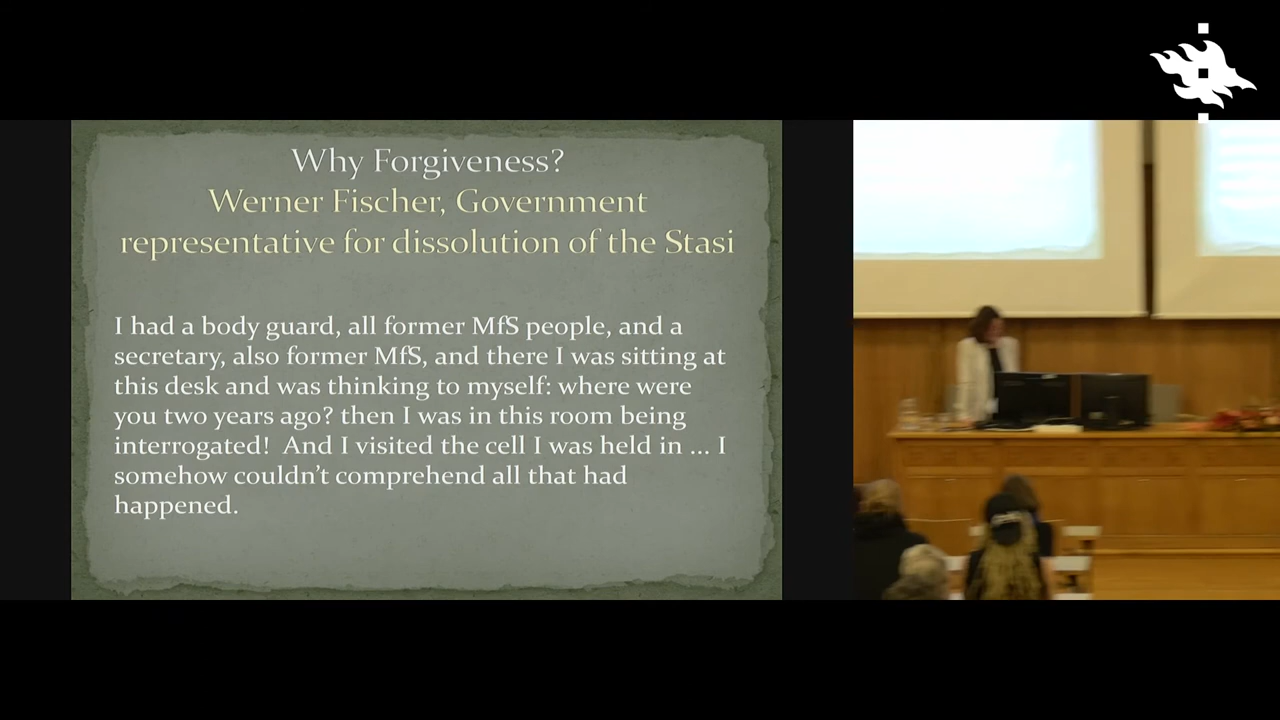 Why Forgiveness?
Werner Fischer, Government
representative for dissolution of the Stasi
I had a body guard, all former MfS people, and a
secretary, also former MfS, and there I was sitting at
this desk and was thinking to myself: where were
you two years ago? then I was in this room being
interrogated!  And I visited the cell I was held in ... I
somehow couldn't comprehend all that had
happened.